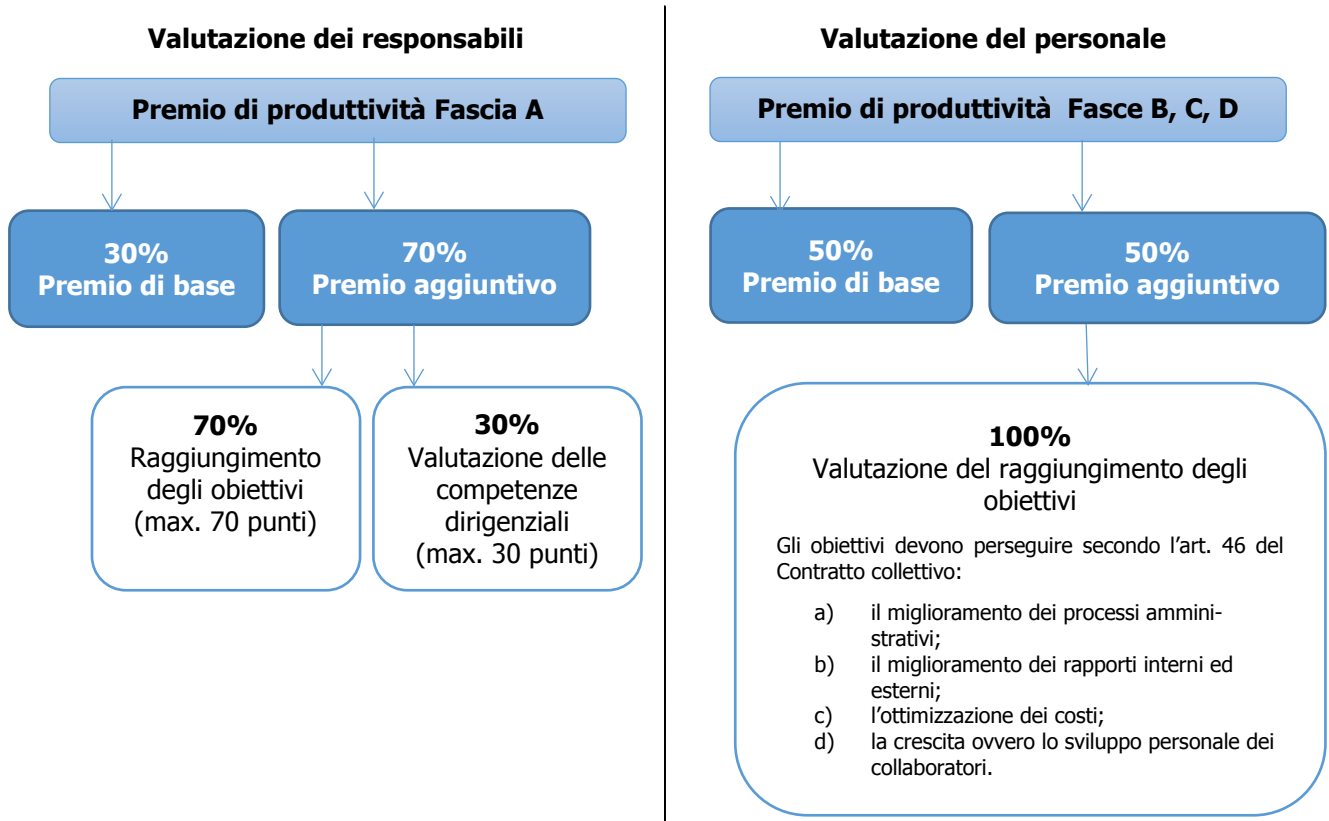 Valutazione dei responsabili
Premio di produttività Fascia A
30%
Premio di base
70%
Premio aggiuntivo
70%
Raggiungimento
degli obiettivi
(max. 70 punti)
30%
Valutazione delle
competenze
dirigenziali
(max. 30 punti)
Valutazione del personale
Premio di produttività Fasce B, C, D
50%
Premio di base
50%
Premio aggiuntivo
100%
Valutazione del raggiungimento degli
obiettivi
Gli obiettivi devono perseguire secondo l'art. 46 del
Contratto collettivo:
a) il miglioramento dei processi ammini-
strativi;
b) il miglioramento dei rapporti interni ed
esterni;
c) l'ottimizzazione dei costi;
d) la crescita ovvero lo sviluppo personale dei
collaboratori.